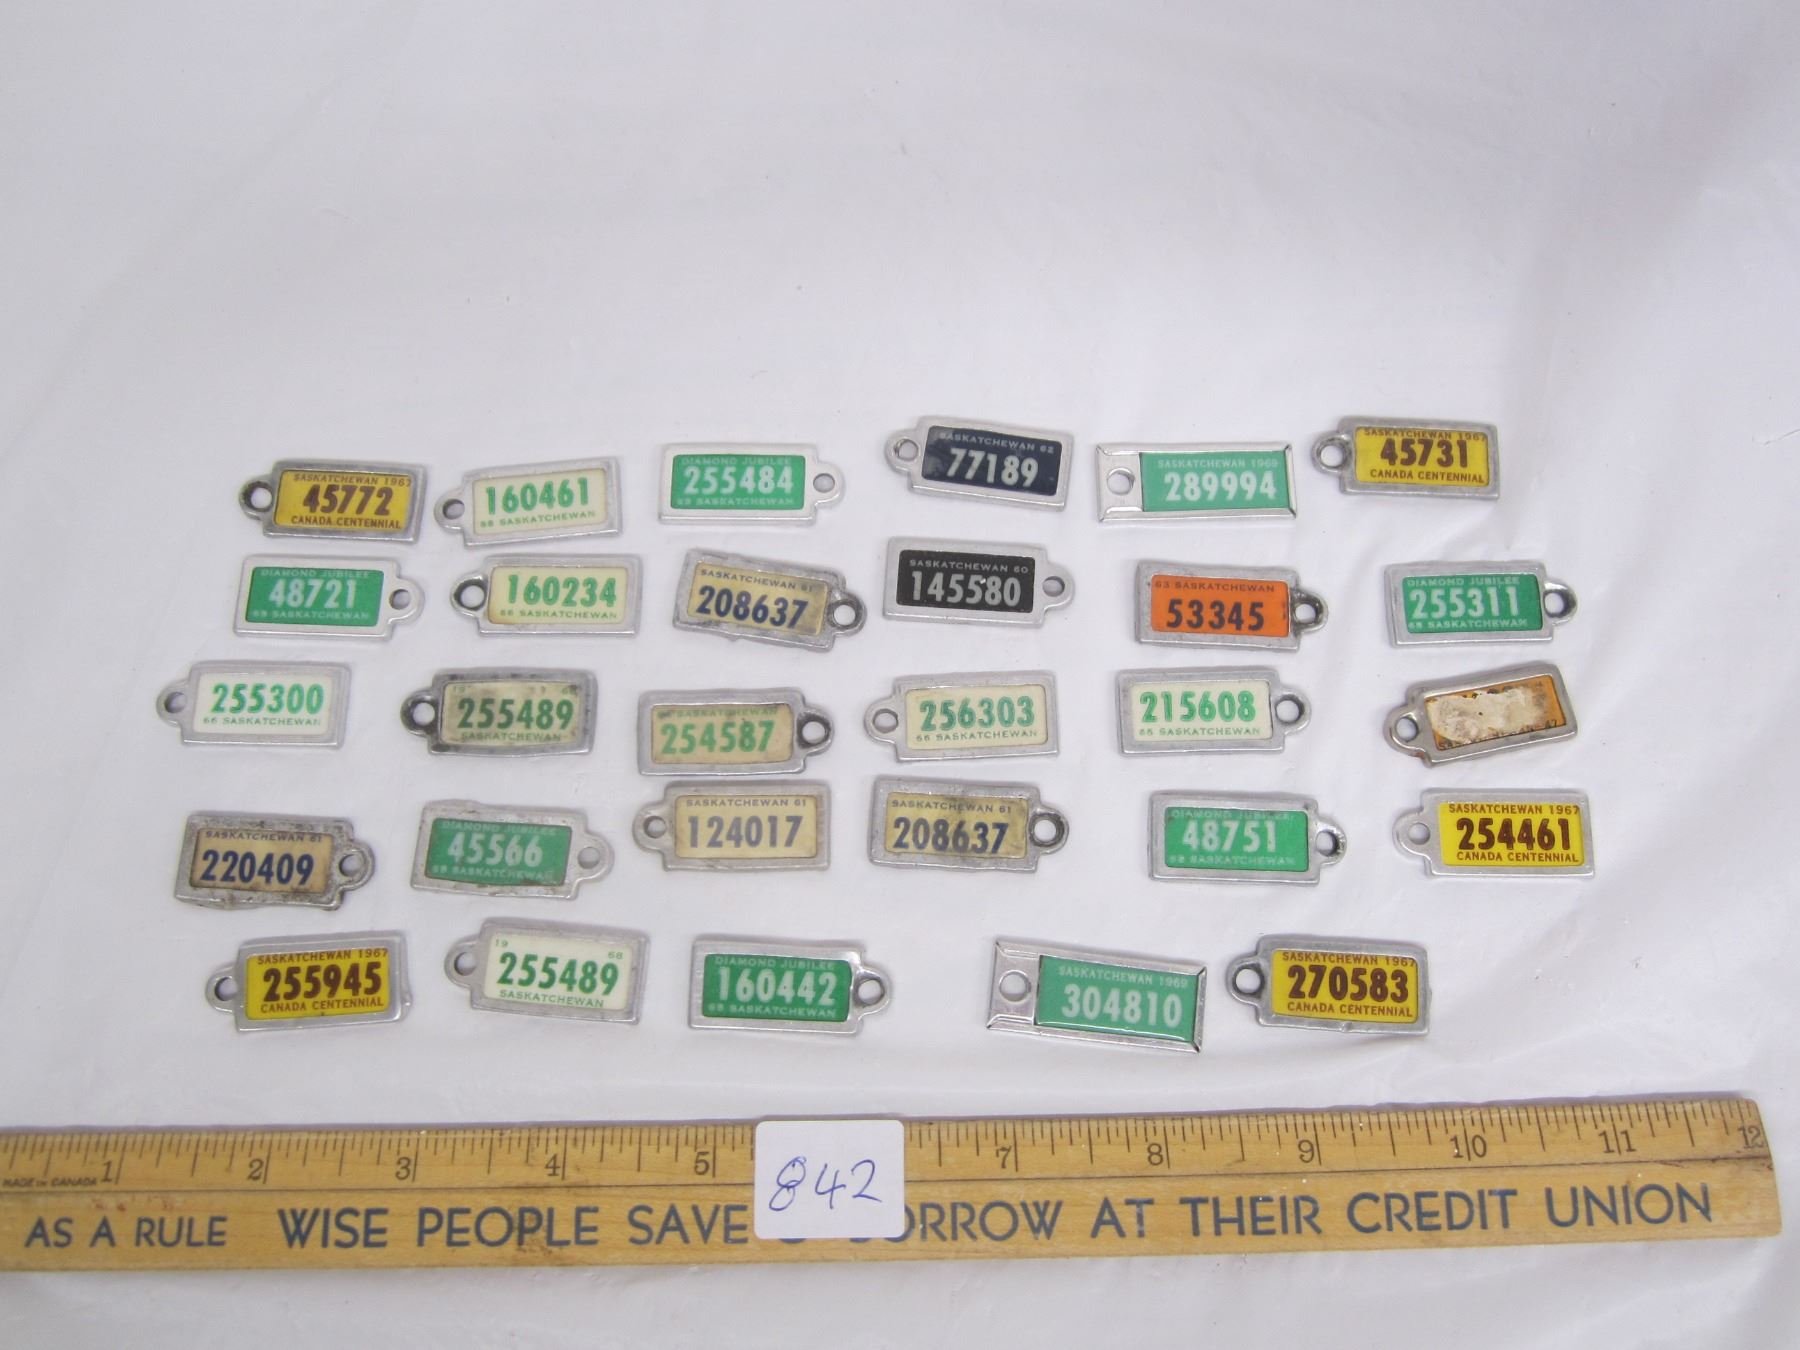 SASKATCHEWAN 1967
45772
CANADA CENTENNIAL
160461
68 SASKATCHEWAN
DIAMOND JUBILEE
255484
65 SASKATCHEWAN
SASKATCHEWAN 62
77189
SASKATCHEWAN 1969
289994
SASKATCHEWAN 1967
45731
CANADA CENTENNIAL
DIAMOND JUBILEE
48721
65 SASKATCHEWAN
160234
66 SASKATCHEWAN
SASKATCHEWAN 61
208637
SASKATCHEWAN 60
145580
63 SASKATCHEWAN
53345
DIAMOND JUBILEE
255311
65 SASKATCHEWAN
255300
66 SASKATCHEWAN
255489
SASKATCHEWAN
SASKATCHEWAN
254587
256303
66 SASKATCHEWAN
215608
66 SASKATCHEWAN
SASKATCHEWAN 61
220409
DIAMOND JUBILEE
45566
65 SASKATCHEWAN
SASKATCHEWAN 61
124017
SASKATCHEWAN 61
208637
DIAMOND JUBILEE
48751
65 SASKATCHEWAN
SASKATCHEWAN 1967
254461
CANADA CENTENNIAL
SASKATCHEWAN 1967
255945
CANADA CENTENNIAL
19 68
255489
SASKATCHEWAN
DIAMOND JUBILEE
160442
65 SASKATCHEWAN
SASKATCHEWAN 1969
304810
SASKATCHEWAN 1967
270583
CANADA CENTENNIAL
1 2 3 4 5 7 8 9 10 11 12
MADE IN CANADA
842
AS A RULE WISE PEOPLE SAVE ORROW AT THEIR CREDIT UNION